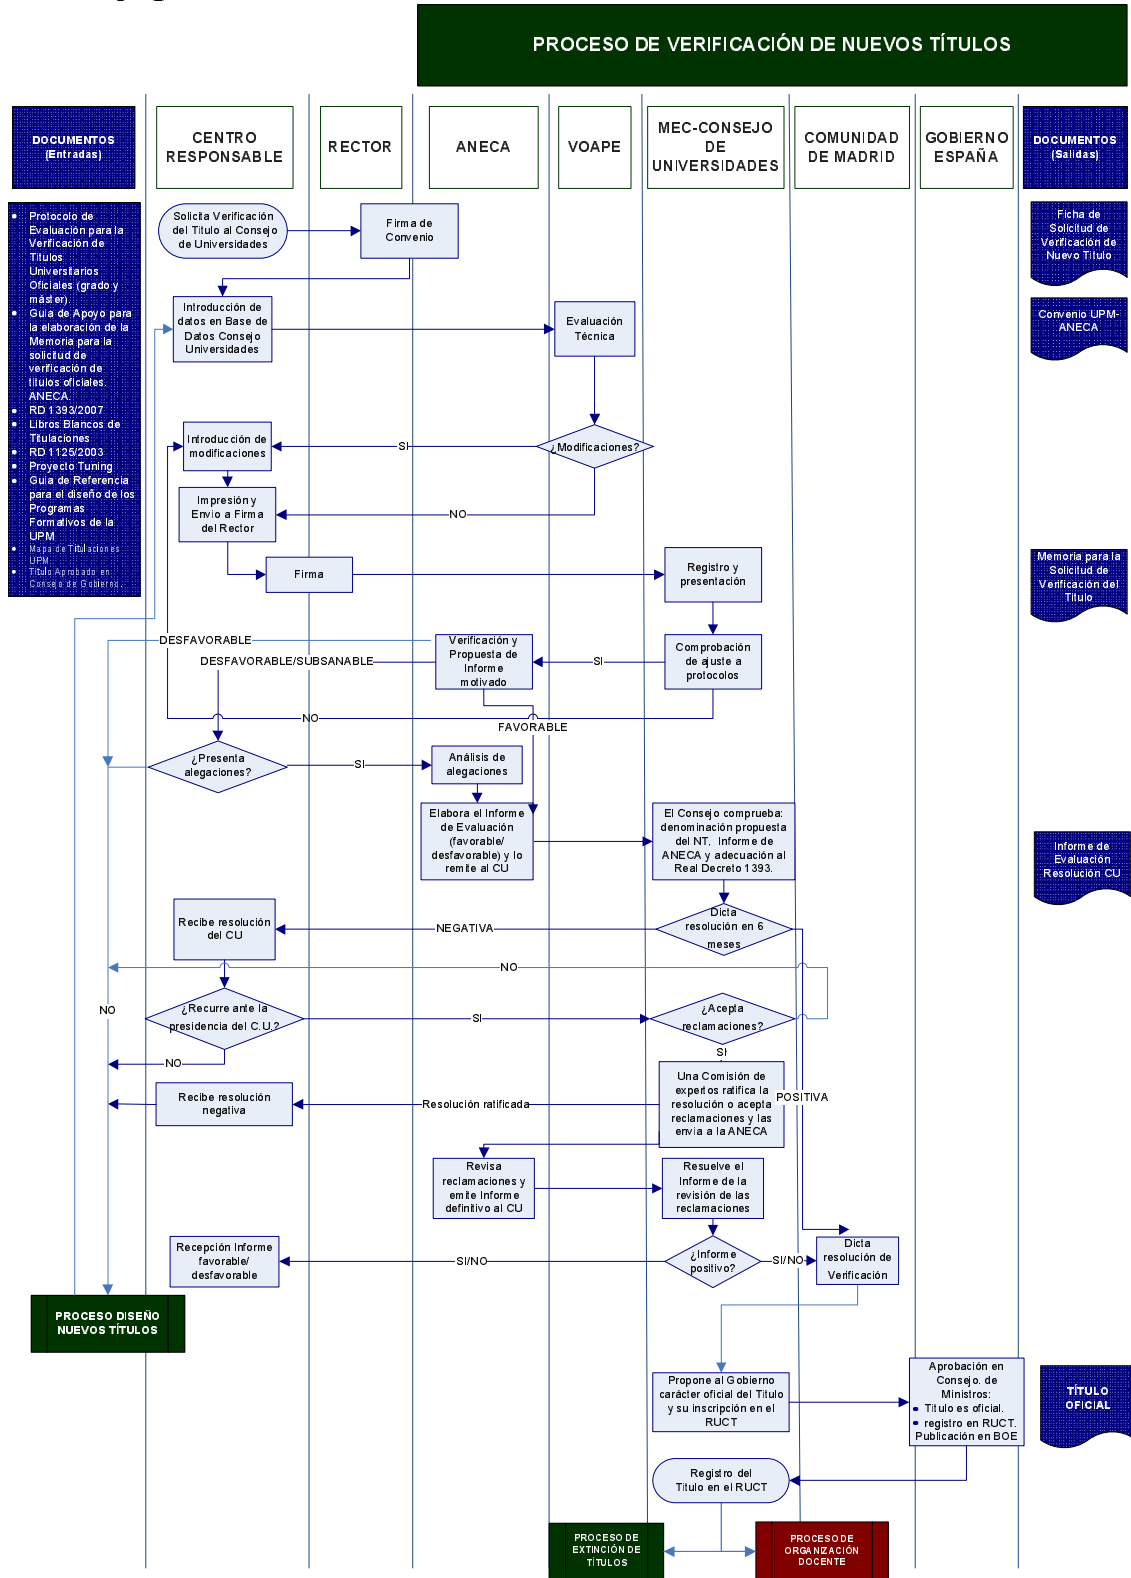 PROCESO DE VERIFICACIÓN DE NUEVOS TÍTULOS
DOCUMENTOS
(Entradas)
CENTRO
RESPONSABLE
RECTOR
ANECA
VOAPE
MEC-CONSEJO
DE
UNIVERSIDADES
COMUNIDAD
DE MADRID
GOBIERNO
ESPAÑA
DOCUMENTOS
(Salidas)
• Protocolo de
Evaluación para la
Verificación de
Títulos
Universitarios
Oficiales (grado y
máster).
• Guía de Apoyo para
la elaboración de la
Memoria para la
solicitud de
verificación de
títulos oficiales.
ANECA.
• RD 1393/2007
• Libros Blancos de
Titulaciones
• RD 1125/2003
• Proyecto Tuning
• Guía de Referencia
para el diseño de los
Programas
Formativos de la
UPM
• Mapa de Titulaciones
UPM
• Título Aprobado en
Consejo de Gobierno.
Solicita Verificación
del Título al Consejo
de Universidades
Firma de
Convenio
Ficha de
Solicitud de
Verificación de
Nuevo Título
Introducción de
datos en Base de
Datos Consejo
Universidades
Evaluación
Técnica
Convenio UPM-
ANECA
Introducción de
modificaciones
SI
¿Modificaciones?
Impresión y
Envío a Firma
del Rector
NO
Firma
Registro y
presentación
Memoria para la
Solicitud de
Verificación del
Título
DESFAVORABLE
DESFAVORABLE/SUBSANABLE
Verificación y
Propuesta de
Informe
motivado
SI
Comprobación
de ajuste a
protocolos
NO
FAVORABLE
¿Presenta
alegaciones?
SI
Análisis de
alegaciones
Elabora el Informe
de Evaluación
(favorable/
desfavorable) y lo
remite al CU
El Consejo comprueba:
denominación propuesta
del NT, Informe de
ANECA y adecuación al
Real Decreto 1393.
Informe de
Evaluación
Resolución CU
Recibe resolución
del CU
NEGATIVA
Dicta
resolución en 6
meses
NO
NO
¿Recurre ante la
presidencia del C.U.?
SI
¿Acepta
reclamaciones?
NO
SI
Recibe resolución
negativa
Resolución ratificada
Una Comisión de
expertos ratifica la
resolución o acepta
reclamaciones y las
envía a la ANECA
POSITIVA
Revisa
reclamaciones y
emite Informe
definitivo al CU
Resuelve el
Informe de la
revisión de las
reclamaciones
Recepción Informe
favorable/
desfavorable
SI/NO
¿Informe
positivo?
SI/NO
Dicta
resolución de
Verificación
PROCESO DISEÑO
NUEVOS TÍTULOS
Propone al Gobierno
carácter oficial del Título
y su inscripción en el
RUCT
Aprobación en
Consejo. de
Ministros:
• Título es oficial.
• registro en RUCT.
Publicación en BOE
TÍTULO
OFICIAL
Registro del
Título en el RUCT
PROCESO DE
EXTINCIÓN DE
TÍTULOS
PROCESO DE
ORGANIZACIÓN
DOCENTE